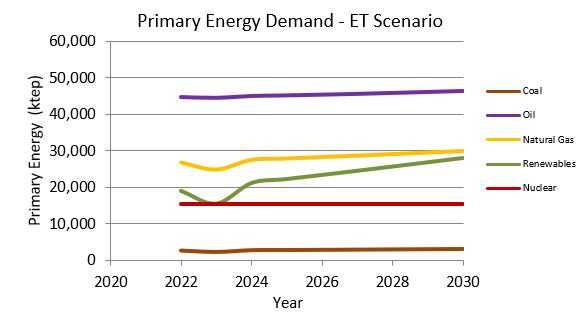 Primary Energy Demand - ET Scenario
60,000
50,000
40,000
30,000
20,000
10,000
0
Primary Energy (ktep)
2020 2022 2024 2026 2028 2030
Year
Coal
Oil
Natural Gas
Renewables
Nuclear